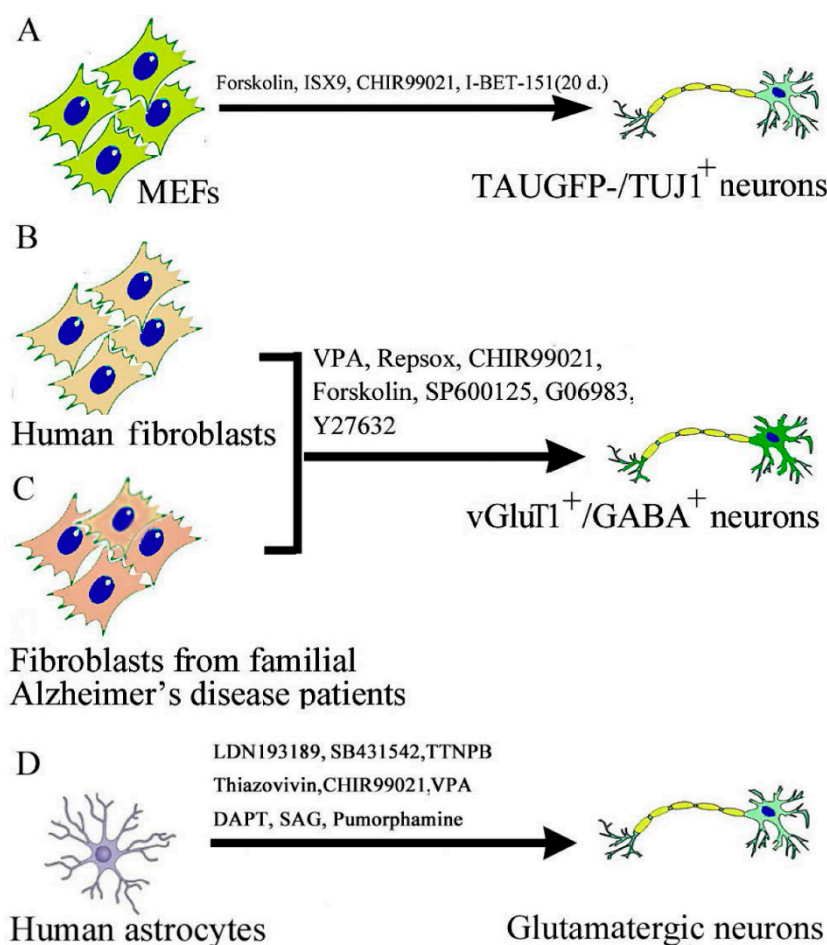 A
Forskolin, ISX9, CHIR99021, I-BET-151(20 d.)
MEFs
TAUGFP-/TUJ1+ neurons
B
Human fibroblasts
VPA, Repsox, CHIR99021,
Forskolin, SP600125, G06983,
Y27632
vGluT1+/GABA+ neurons
C
Fibroblasts from familial
Alzheimer's disease patients
D
LDN193189, SB431542,TTNPB
Thiazovivin,CHIR99021,VPA
DAPT, SAG, Pumorphamine
Human astrocytes
Glutamatergic neurons